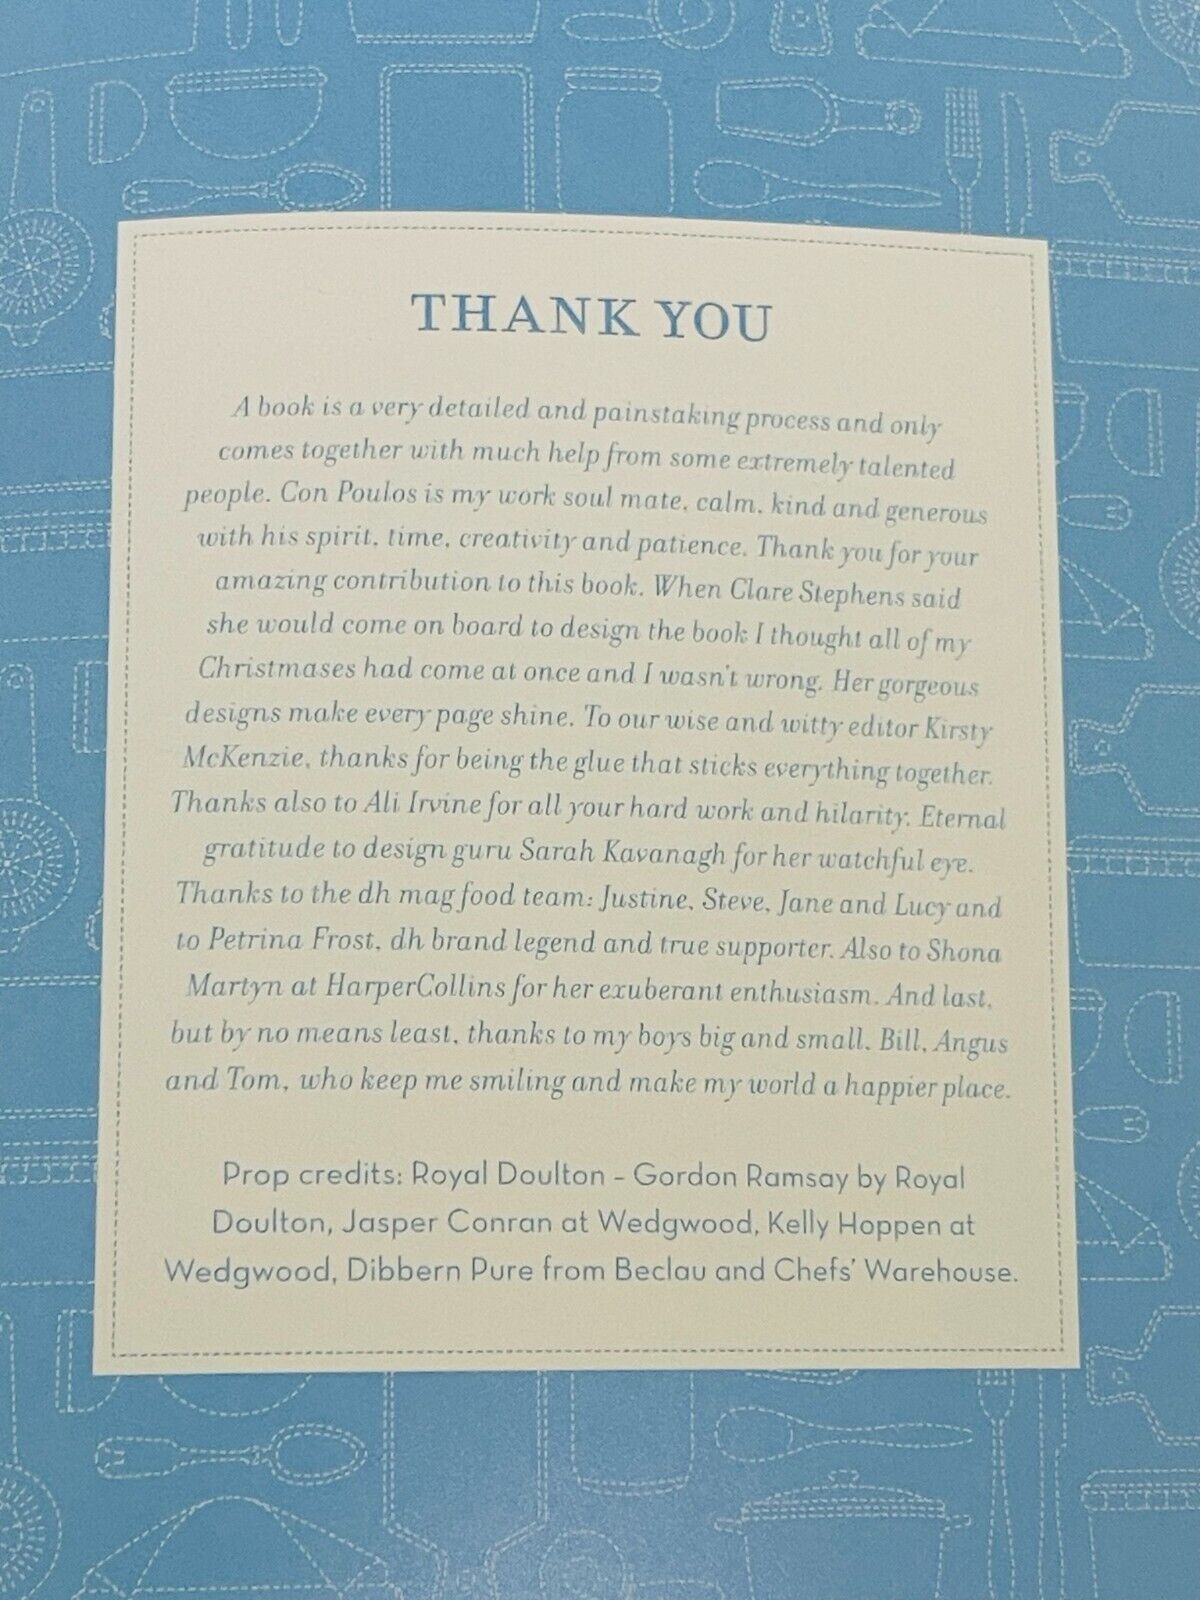 THANK YOU
A book is a very detailed and painstaking process and only
comes together with much help from some extremely talented
people. Con Poulos is my work soul mate, calm, kind and generous
with his spirit, time, creativity and patience. Thank you for your
amazing contribution to this book. When Clare Stephens said
she would come on board to design the book I thought all of my
Christmases had come at once and I wasn't wrong. Her gorgeous
designs make every page shine. To our wise and witty editor Kirsty
McKenzie, thanks for being the glue that sticks everything together.
Thanks also to Ali Irvine for all your hard work and hilarity. Eternal
gratitude to design guru Sarah Kavanagh for her watchful eye.
Thanks to the dh mag food team: Justine, Steve, Jane and Lucy and
to Petrina Frost, dh brand legend and true supporter. Also to Shona
Martyn at HarperCollins for her exuberant enthusiasm. And last,
but by no means least, thanks to my boys big and small, Bill, Angus
and Tom, who keep me smiling and make my world a happier place.
Prop credits: Royal Doulton – Gordon Ramsay by Royal
Doulton, Jasper Conran at Wedgwood, Kelly Hoppen at
Wedgwood, Dibbern Pure from Beclau and Chefs' Warehouse.